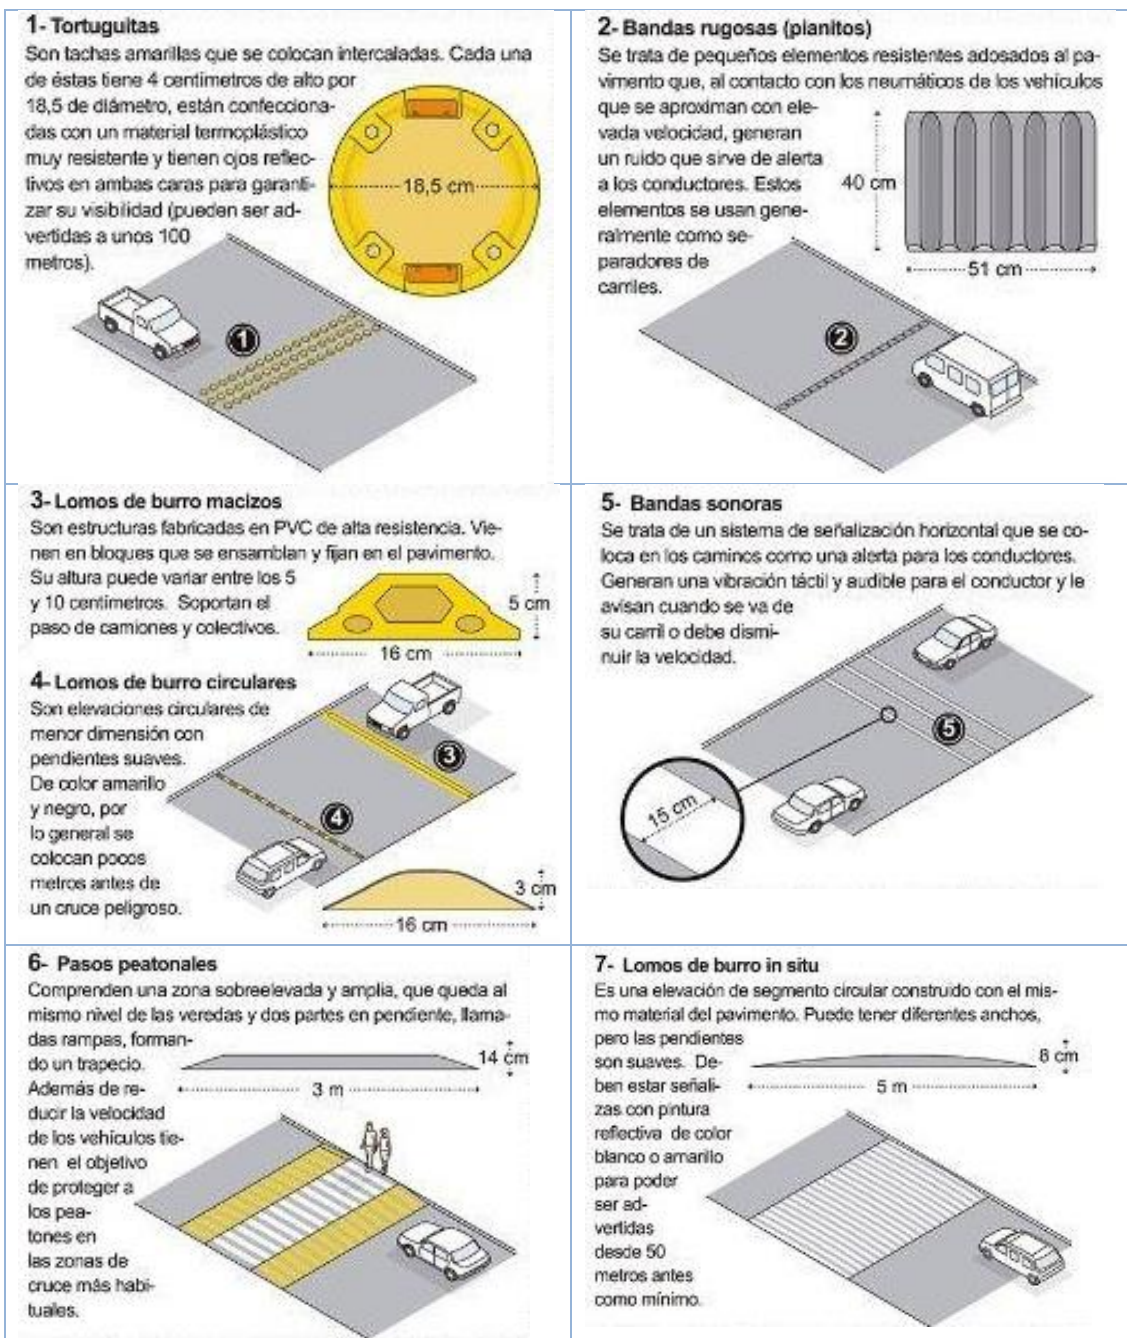 1- Tortuguitas
Son tachas amarillas que se colocan intercaladas. Cada una
de éstas tiene 4 centímetros de alto por
18,5 de diámetro, están confecciona-
das con un material termoplástico
muy resistente y tienen ojos reflec-
tivos en ambas caras para garanti-
zar su visibilidad (pueden ser ad-
vertidas a unos 100
metros).
18,5 cm
1
2- Bandas rugosas (planitos)
Se trata de pequeños elementos resistentes adosados al pa-
vimento que, al contacto con los neumáticos de los vehículos
que se aproximan con ele-
vada velocidad, generan
un ruido que sirve de alerta
a los conductores. Estos
elementos se usan gene-
ralmente como se-
paradores de
carriles.
40 cm
51 cm
2
3- Lomos de burro macizos
Son estructuras fabricadas en PVC de alta resistencia. Vie-
nen en bloques que se ensamblan y fijan en el pavimento.
Su altura puede variar entre los 5
y 10 centímetros. Soportan el
paso de camiones y colectivos.
5 cm
16 cm
3
4- Lomos de burro circulares
Son elevaciones circulares de
menor dimensión con
pendientes suaves.
De color amarillo
y negro, por
lo general se
colocan pocos
metros antes de
un cruce peligroso.
4
3 cm
16 cm
5- Bandas sonoras
Se trata de un sistema de señalización horizontal que se co-
loca en los caminos como una alerta para los conductores.
Generan una vibración táctil y audible para el conductor y le
avisan cuando se va de
su carril o debe dismi-
nuir la velocidad.
5
15 cm
6- Pasos peatonales
Comprenden una zona sobreelevada y amplia, que queda al
mismo nivel de las veredas y dos partes en pendiente, llama-
das rampas, forman-
do un trapecio.
Además de re-
ducir la velocidad
de los vehículos tie-
nen el objetivo
de proteger a
los pea-
tones en
las zonas de
cruce más habi-
tuales.
14 cm
3 m
7- Lomos de burro in situ
Es una elevación de segmento circular construido con el mis-
mo material del pavimento. Puede tener diferentes anchos,
pero las pendientes
son suaves. De-
ben estar señali-
zas con pintura
reflectiva de color
blanco o amarillo
para poder
ser ad-
vertidas
desde 50
metros antes
como mínimo.
8 cm
5 m